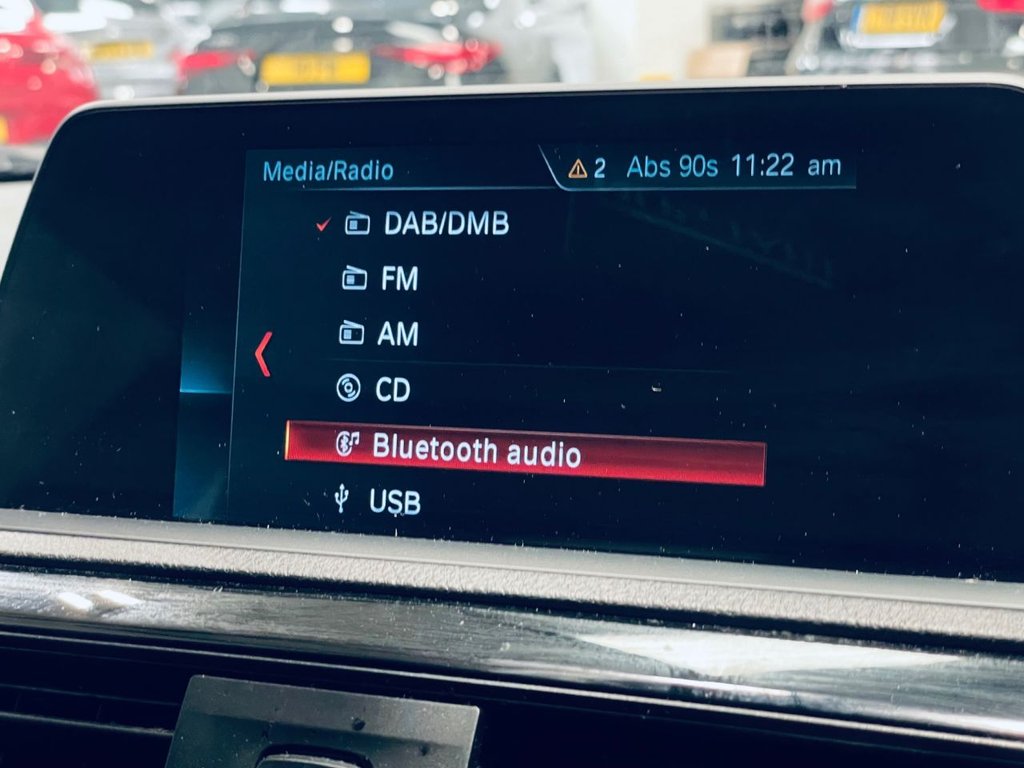 Media/Radio
2 Abs 90s 11:22 am
DAB/DMB
FM
AM
CD
Bluetooth audio
USB